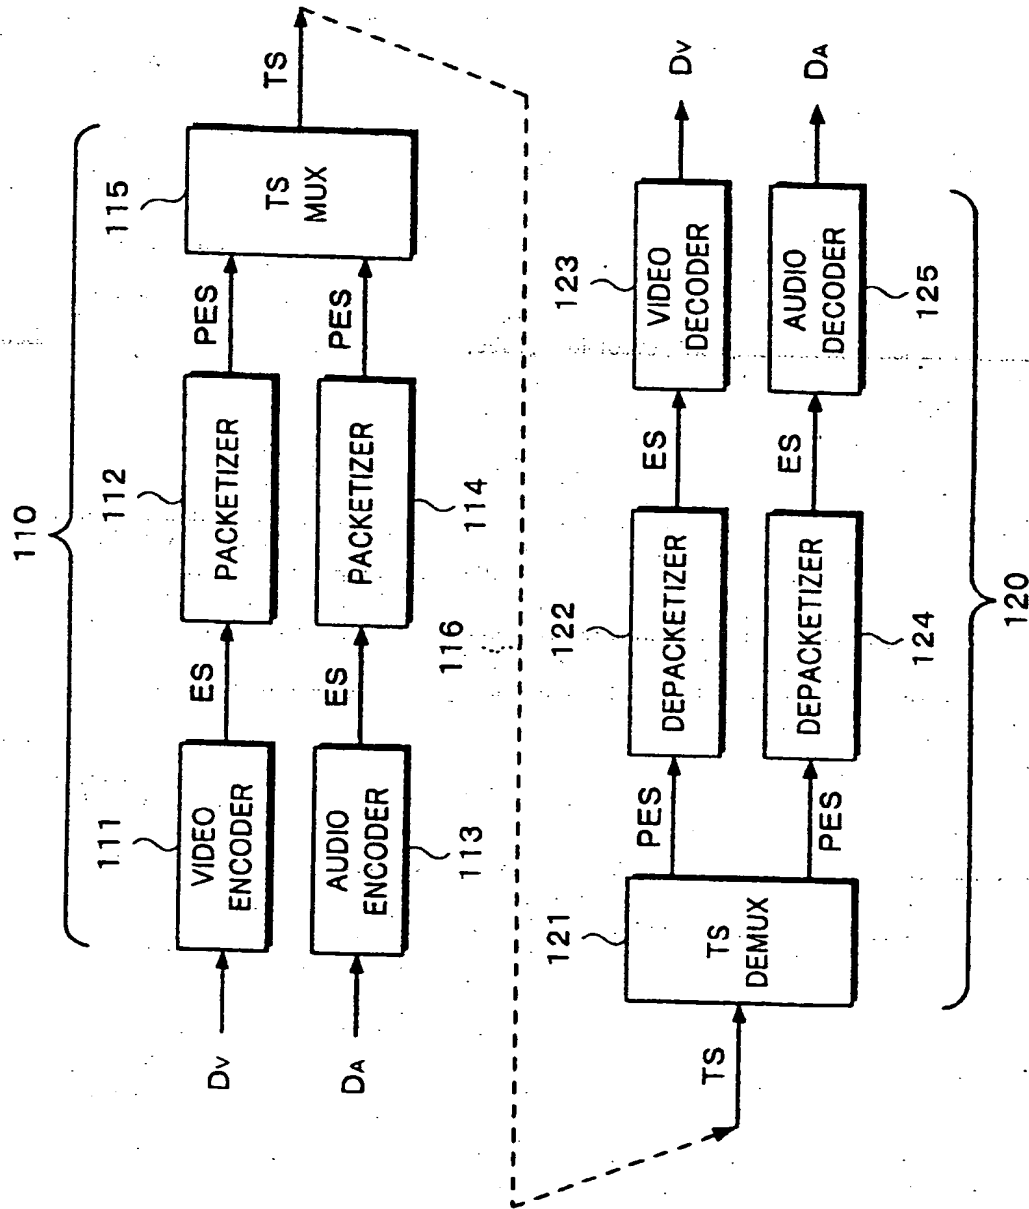 110
111
112
115
Dv
VIDEO
ENCODER
ES
PACKETIZER
PES
TS
MUX
TS
DA
AUDIO
ENCODER
ES
PACKETIZER
PES
113
114
116
121
122
123
TS
TS
DEMUX
PES
DEPACKETIZER
ES
VIDEO
DECODER
Dv
PES
DEPACKETIZER
ES
AUDIO
DECODER
DA
124
125
120